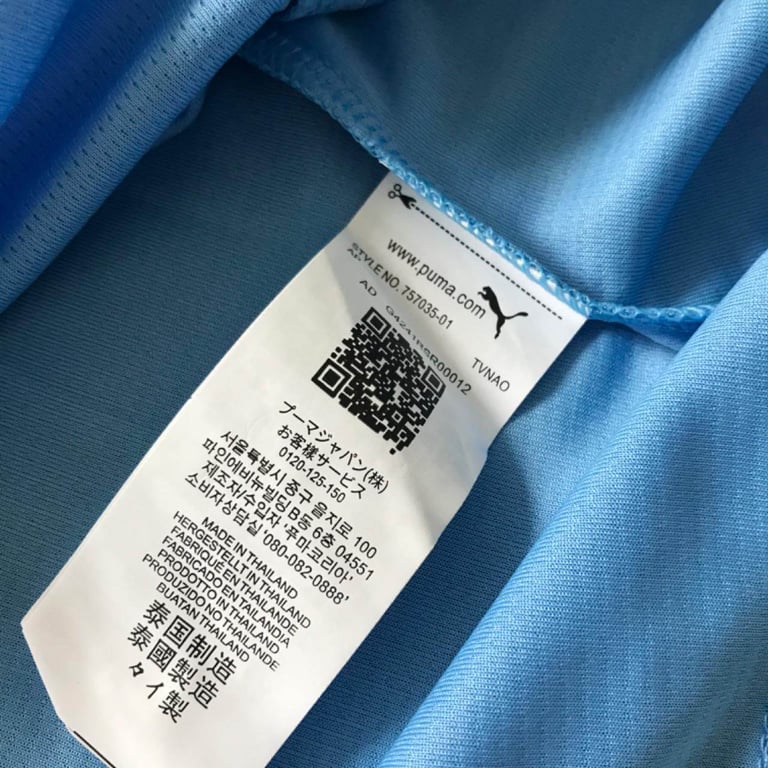 www.puma.com
STYLE NO. 757035-01
AD G4241RSR00012
TVNAO
プーマジャパン(株)
お客様サービス
0120-125-150
서울특별시 중구 을지로 100
파인에비뉴빌딩 B동 6층 04551
제조자/수입자 '푸마코리아'
소비자상담실 '080-082-0888'
MADE IN THAILAND
HERGESTELLT IN THAILAND
FABRIQUÉ EN THAILANDE
FABRICADO EN TAILANDIA
PRODOTTO IN THAILANDIA
PRODUZIDO NO THAILANDE
BUATAN THAILAND
泰国制造
泰國製造
タイ製